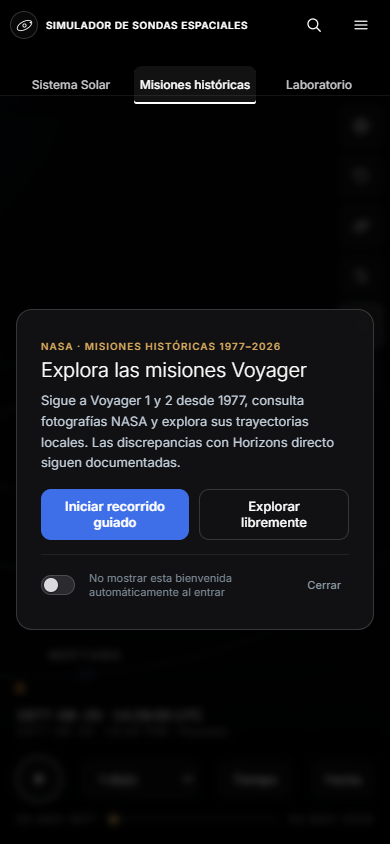 SIMULADOR DE SONDAS ESPACIALES
Sistema Solar
Misiones históricas
Laboratorio
NASA · MISIONES HISTÓRICAS 1977–2026
Explora las misiones Voyager
Sigue a Voyager 1 y 2 desde 1977, consulta
fotografías NASA y explora sus trayectorias
locales. Las discrepancias con Horizons directo
siguen documentadas.
Iniciar recorrido
guiado
Explorar
libremente
No mostrar esta bienvenida
automáticamente al entrar
Cerrar